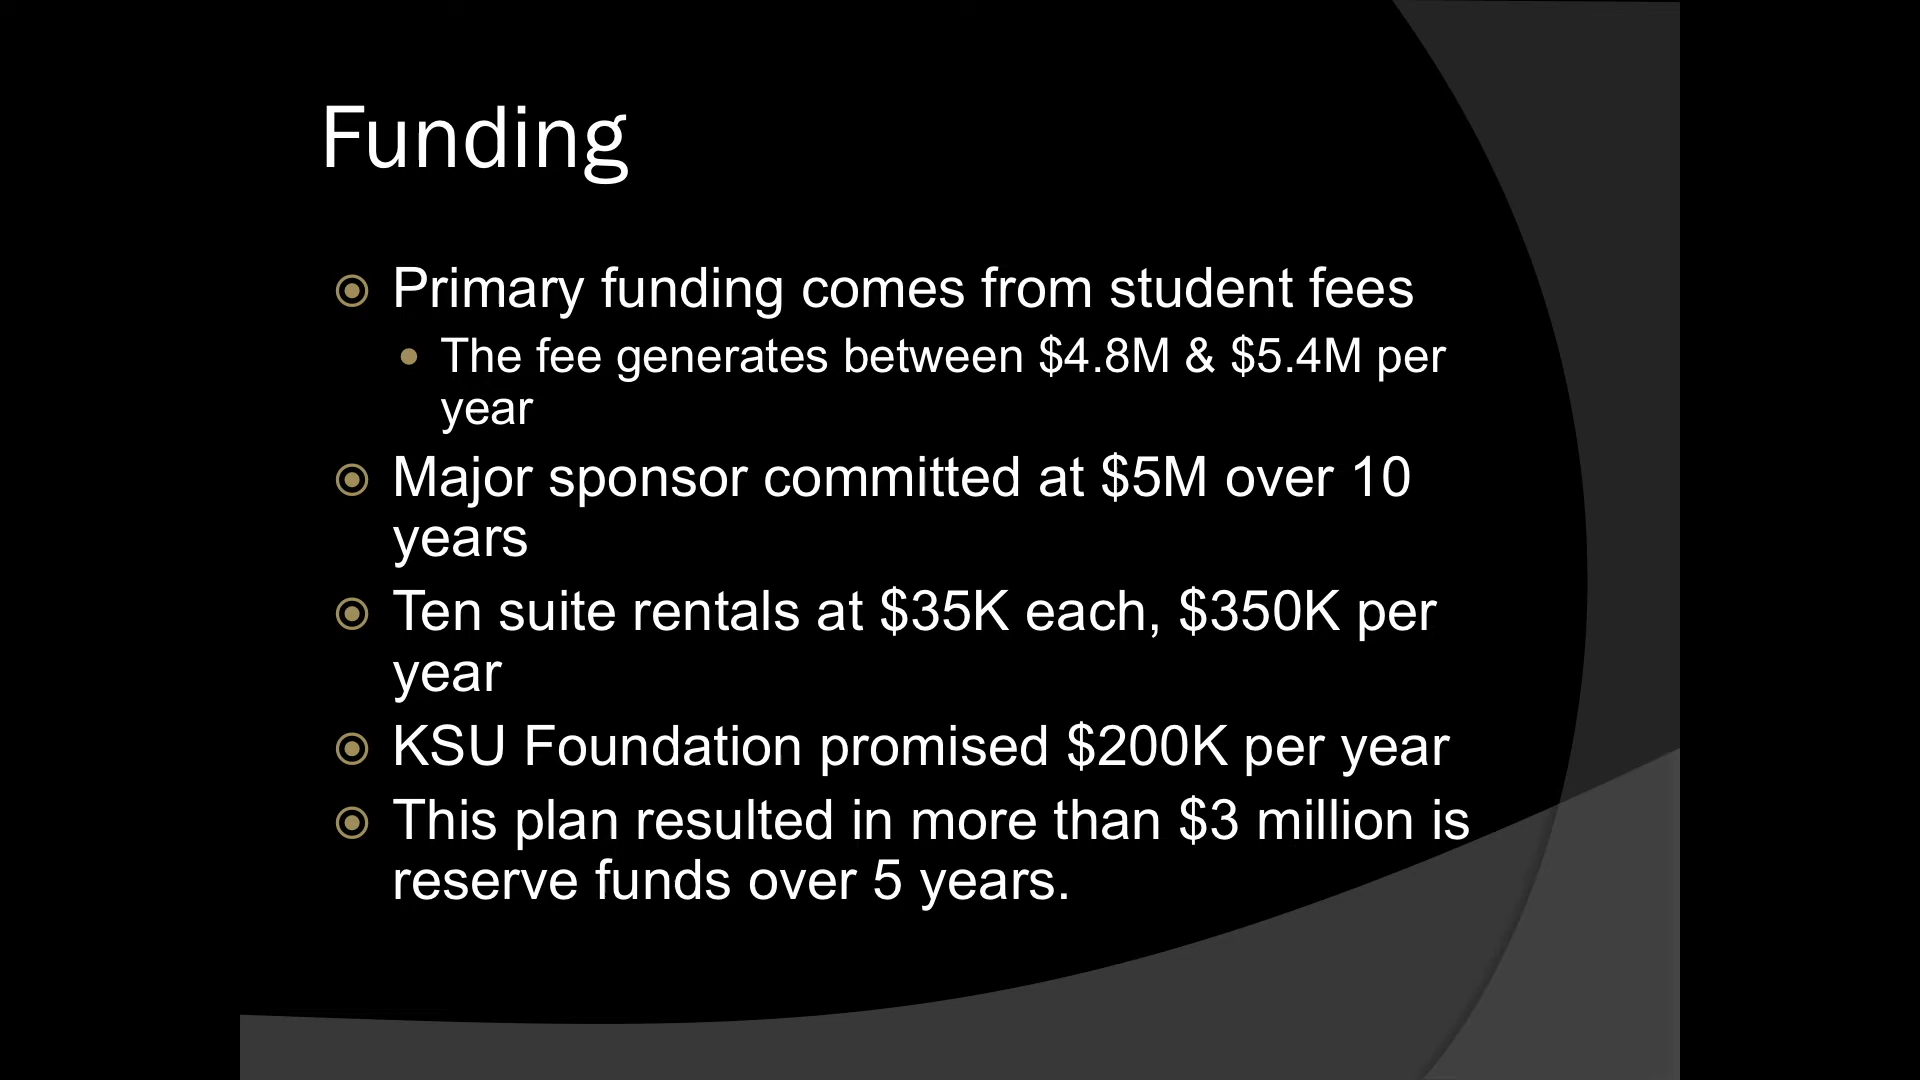 Funding
Primary funding comes from student fees
The fee generates between $4.8M & $5.4M per
year
Major sponsor committed at $5M over 10
years
Ten suite rentals at $35K each, $350K per
year
KSU Foundation promised $200K per year
This plan resulted in more than $3 million is
reserve funds over 5 years.